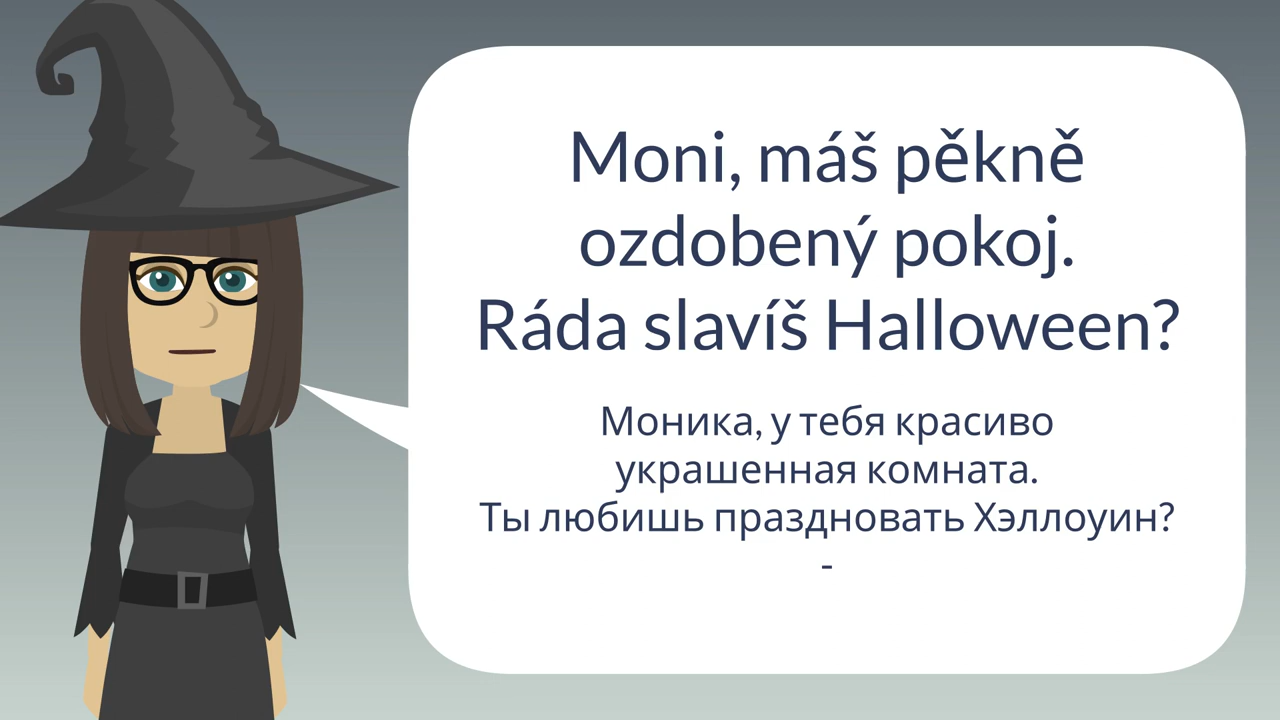 Moni, máš pěkně
ozdobený pokoj.
Ráda slavíš Halloween?
Моника, у тебя красиво
украшенная комната.
Ты любишь праздновать Хэллоуин?
-